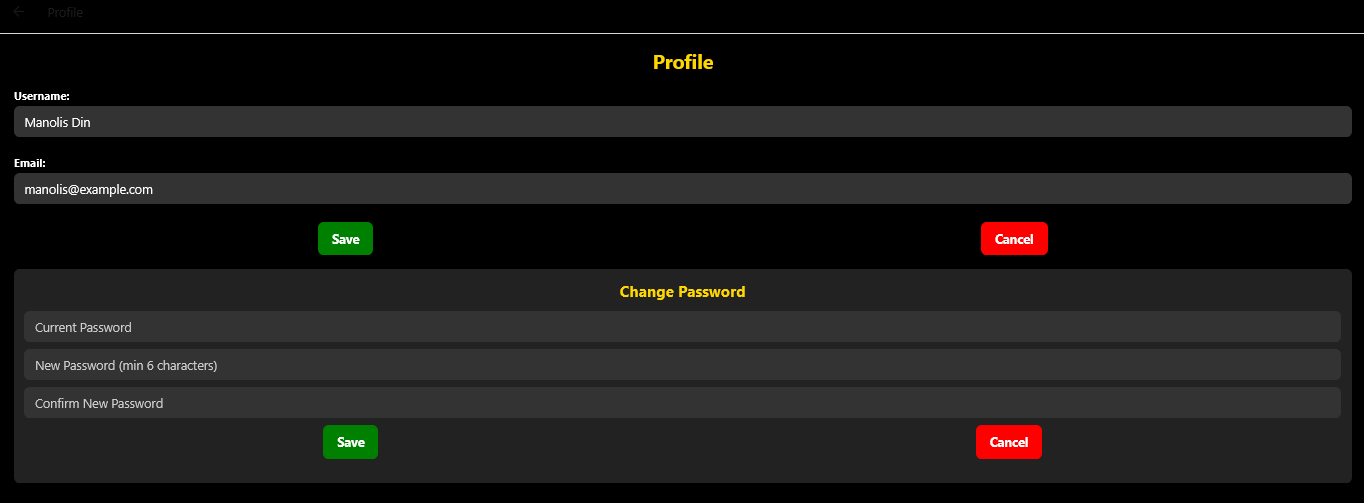 ← Profile
Profile
Username:
Manolis Din
Email:
manolis@example.com
Save Cancel
Change Password
Current Password
New Password (min 6 characters)
Confirm New Password
Save Cancel